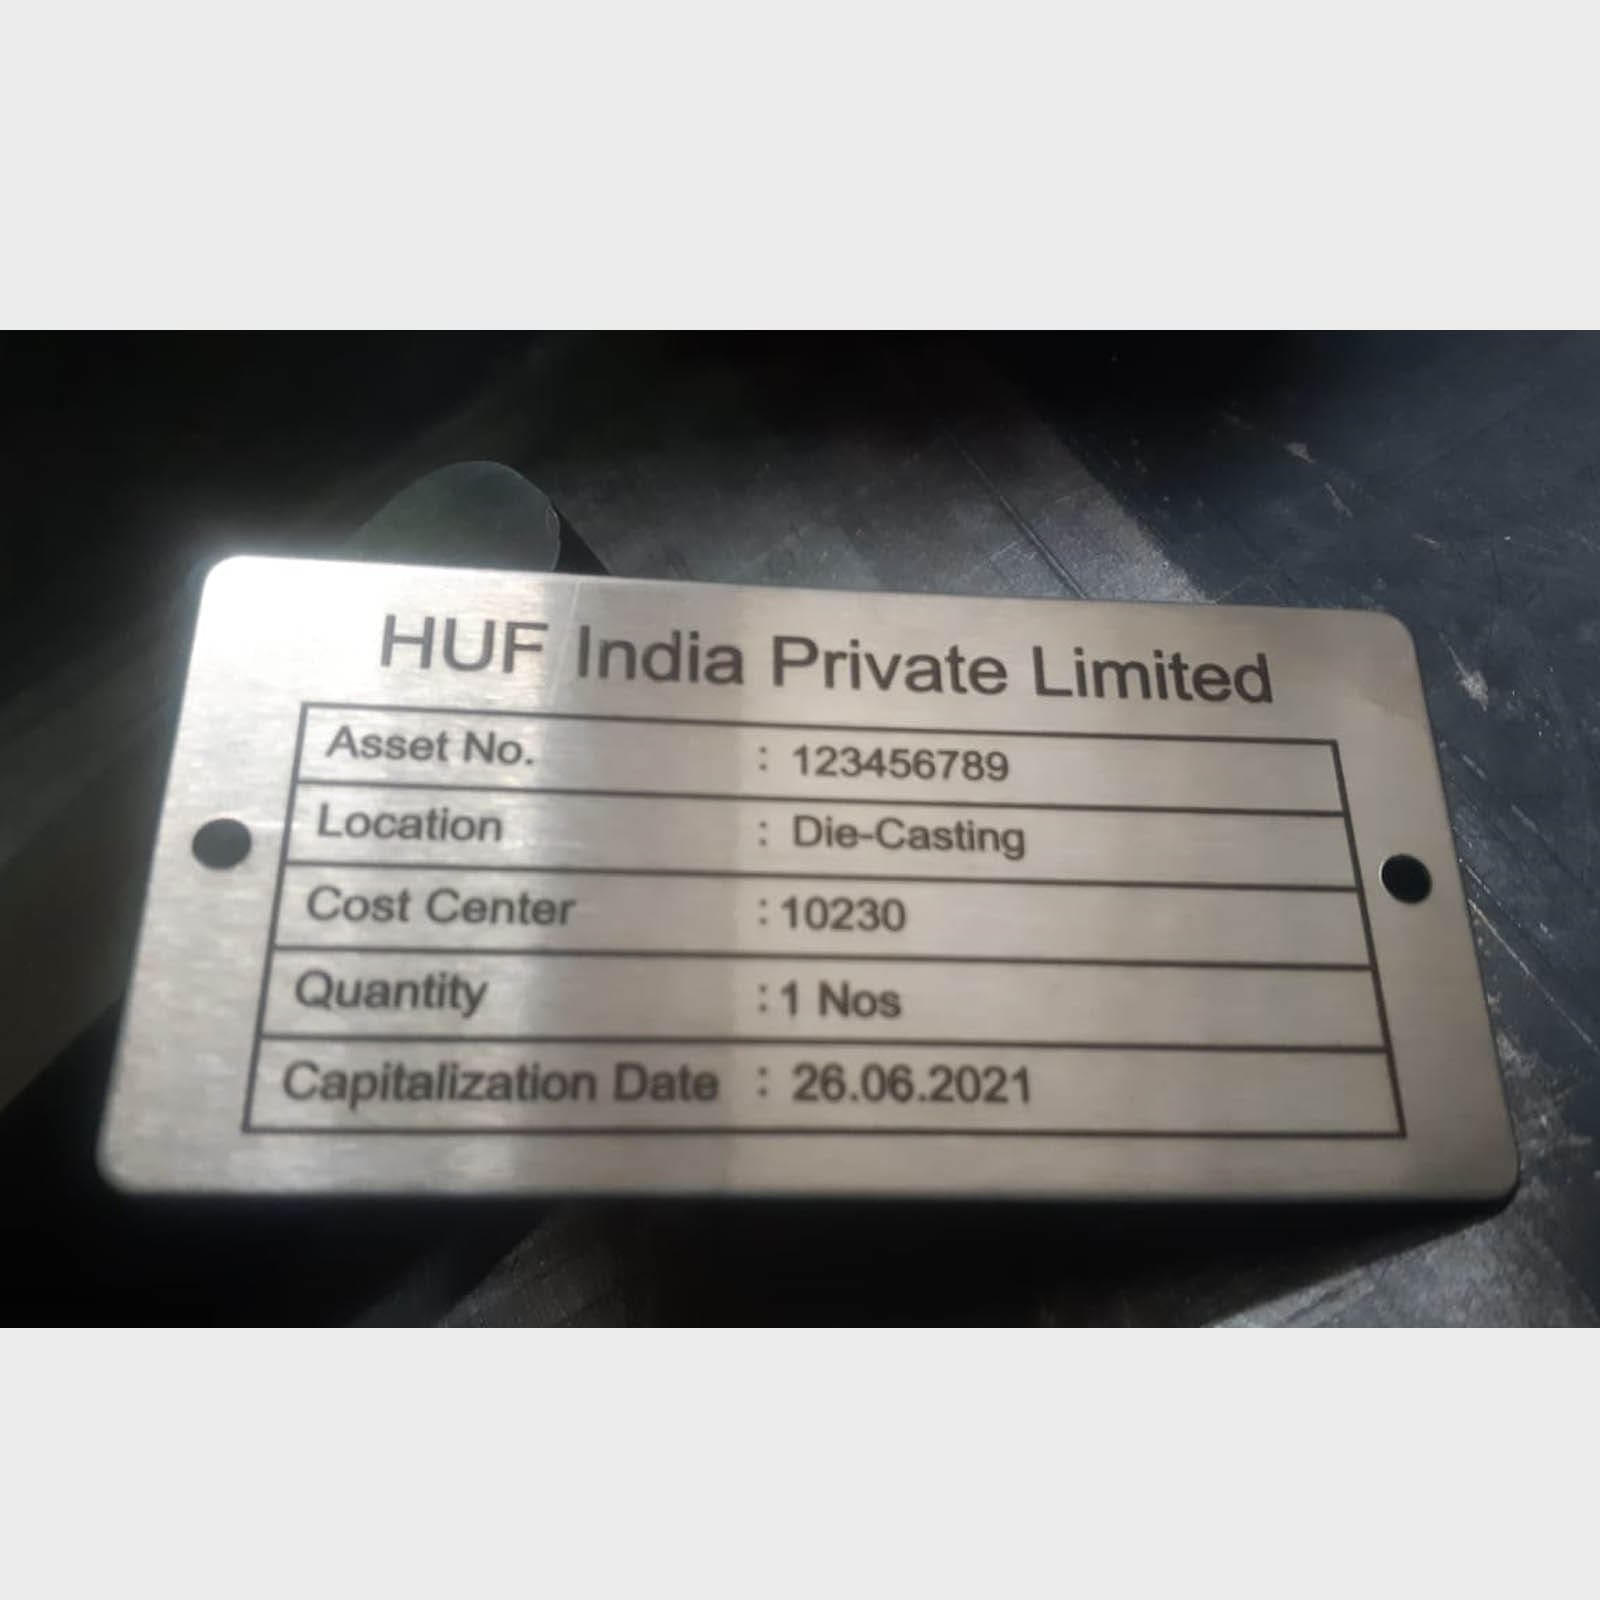 HUF India Private Limited
Asset No. : 123456789
Location : Die-Casting
Cost Center : 10230
Quantity : 1 Nos
Capitalization Date : 26.06.2021